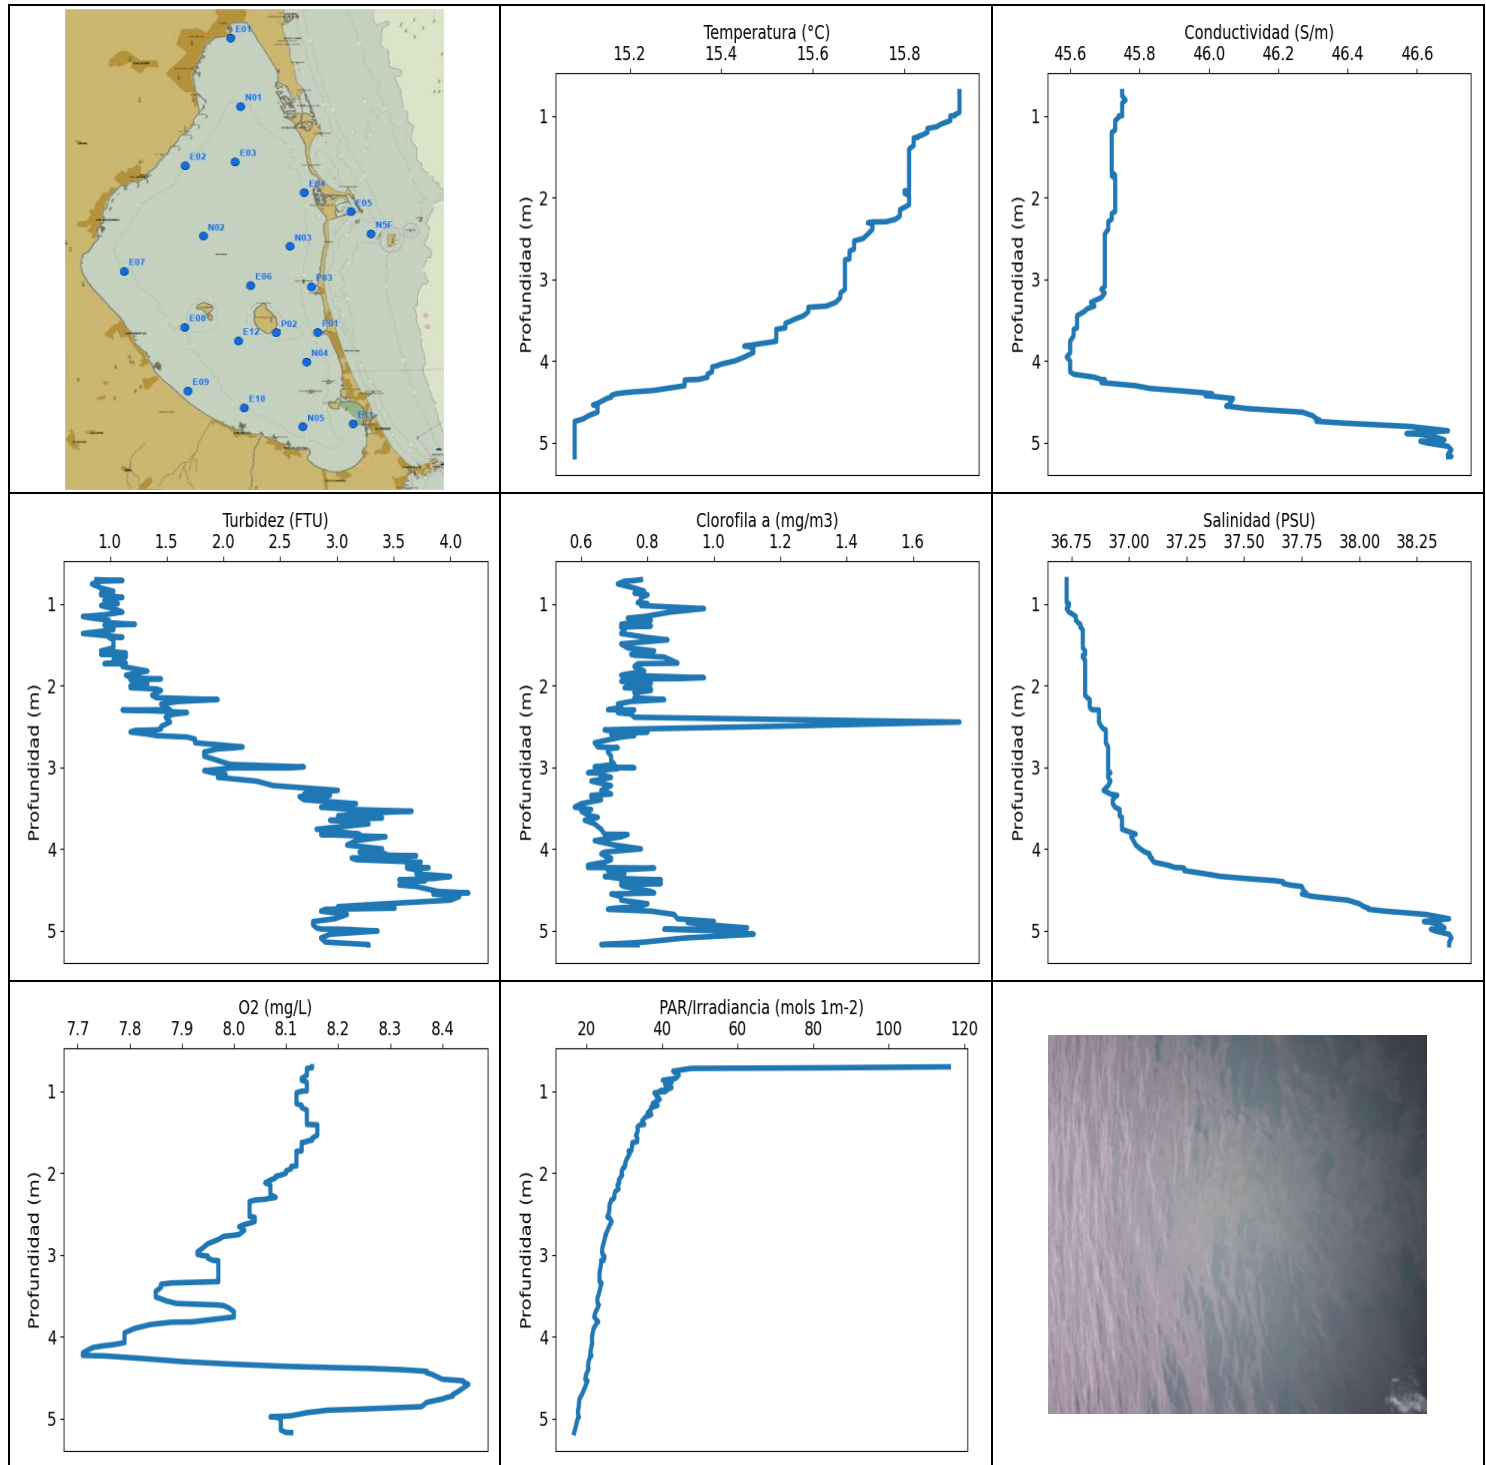 E01
N01
E02
E03
E04
E05
N5F
N02
N03
E07
E06
P03
E08
E12
P02
P01
N04
E09
E10
N05
E11
Temperatura (°C)
15.2 15.4 15.6 15.8
Profundidad (m)
1
2
3
4
5
Conductividad (S/m)
45.6 45.8 46.0 46.2 46.4 46.6
Profundidad (m)
1
2
3
4
5
Turbidez (FTU)
1.0 1.5 2.0 2.5 3.0 3.5 4.0
Profundidad (m)
1
2
3
4
5
Clorofila a (mg/m3)
0.6 0.8 1.0 1.2 1.4 1.6
Profundidad (m)
1
2
3
4
5
Salinidad (PSU)
36.75 37.00 37.25 37.50 37.75 38.00 38.25
Profundidad (m)
1
2
3
4
5
O2 (mg/L)
7.7 7.8 7.9 8.0 8.1 8.2 8.3 8.4
Profundidad (m)
1
2
3
4
5
PAR/Irradiancia (mols 1m-2)
20 40 60 80 100 120
Profundidad (m)
1
2
3
4
5